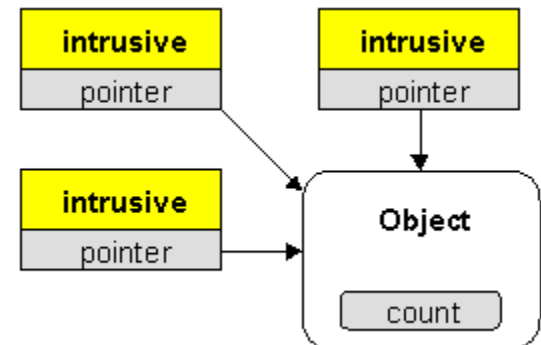 intrusive
pointer
intrusive
pointer
intrusive
pointer
Object
count